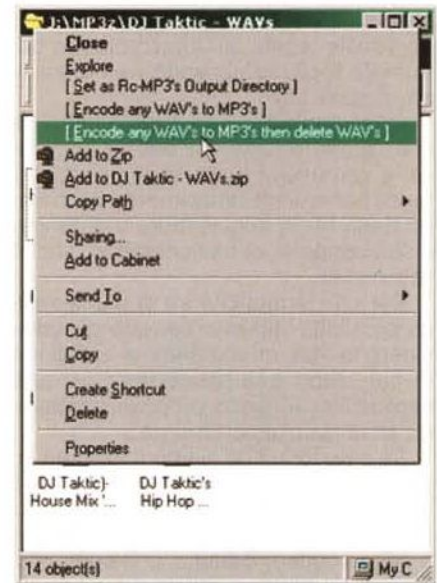 J:\MP3z\DJ Taktic - WAVs
Close
Explore
[ Set as Rc-MP3's Output Directory ]
[ Encode any WAV's to MP3's ]
[ Encode any WAV's to MP3's then delete WAV's ]
Add to Zip
Add to DJ Taktic - WAVs.zip
Copy Path
Sharing...
Add to Cabinet
Send To
Cut
Copy
Create Shortcut
Delete
Properties
DJ Taktic)- DJ Taktic's
House Mix '... Hip Hop ...
14 object(s) My C